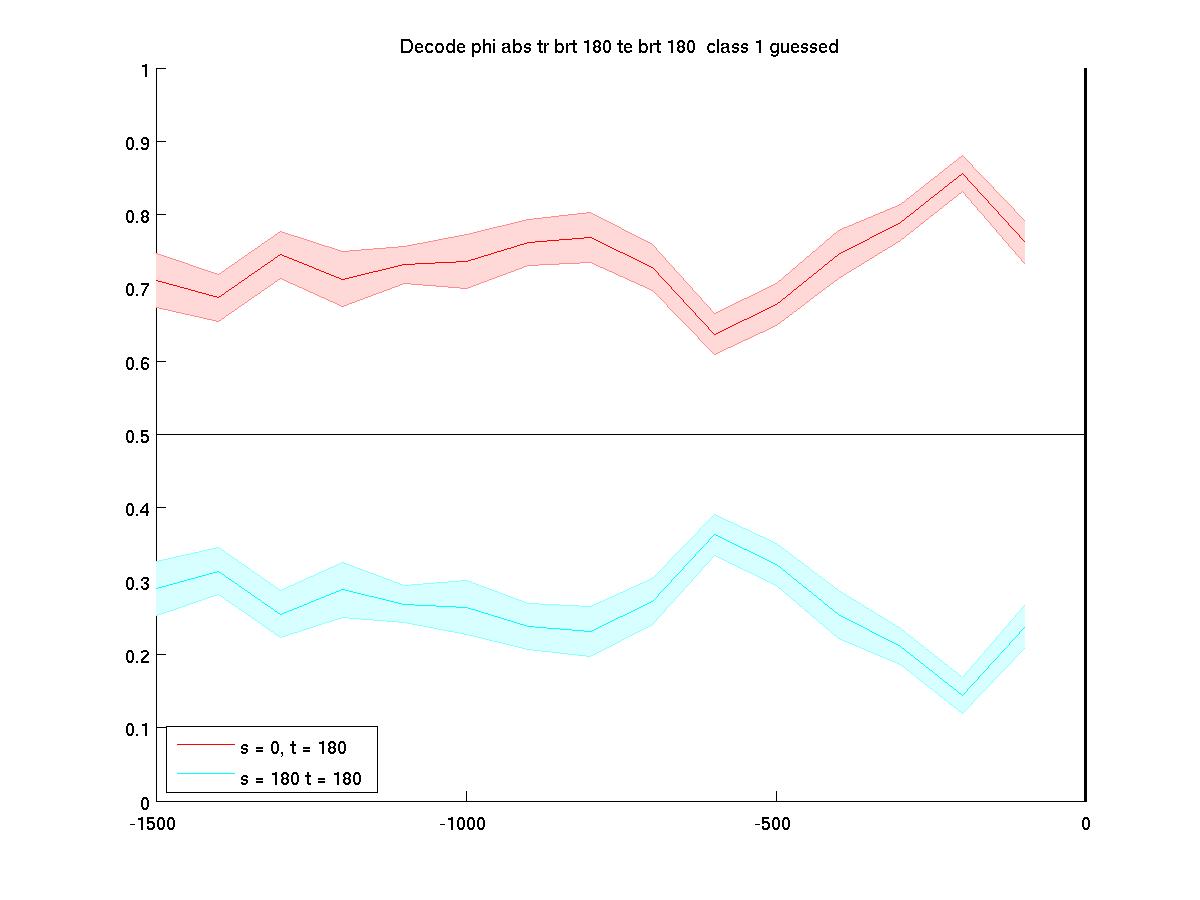 Decode phi abs tr brt 180 te brt 180  class 1 guessed
1
0.9
0.8
0.7
0.6
0.5
0.4
0.3
0.2
0.1
0
s = 0, t = 180
s = 180 t = 180
-1500 -1000 -500 0